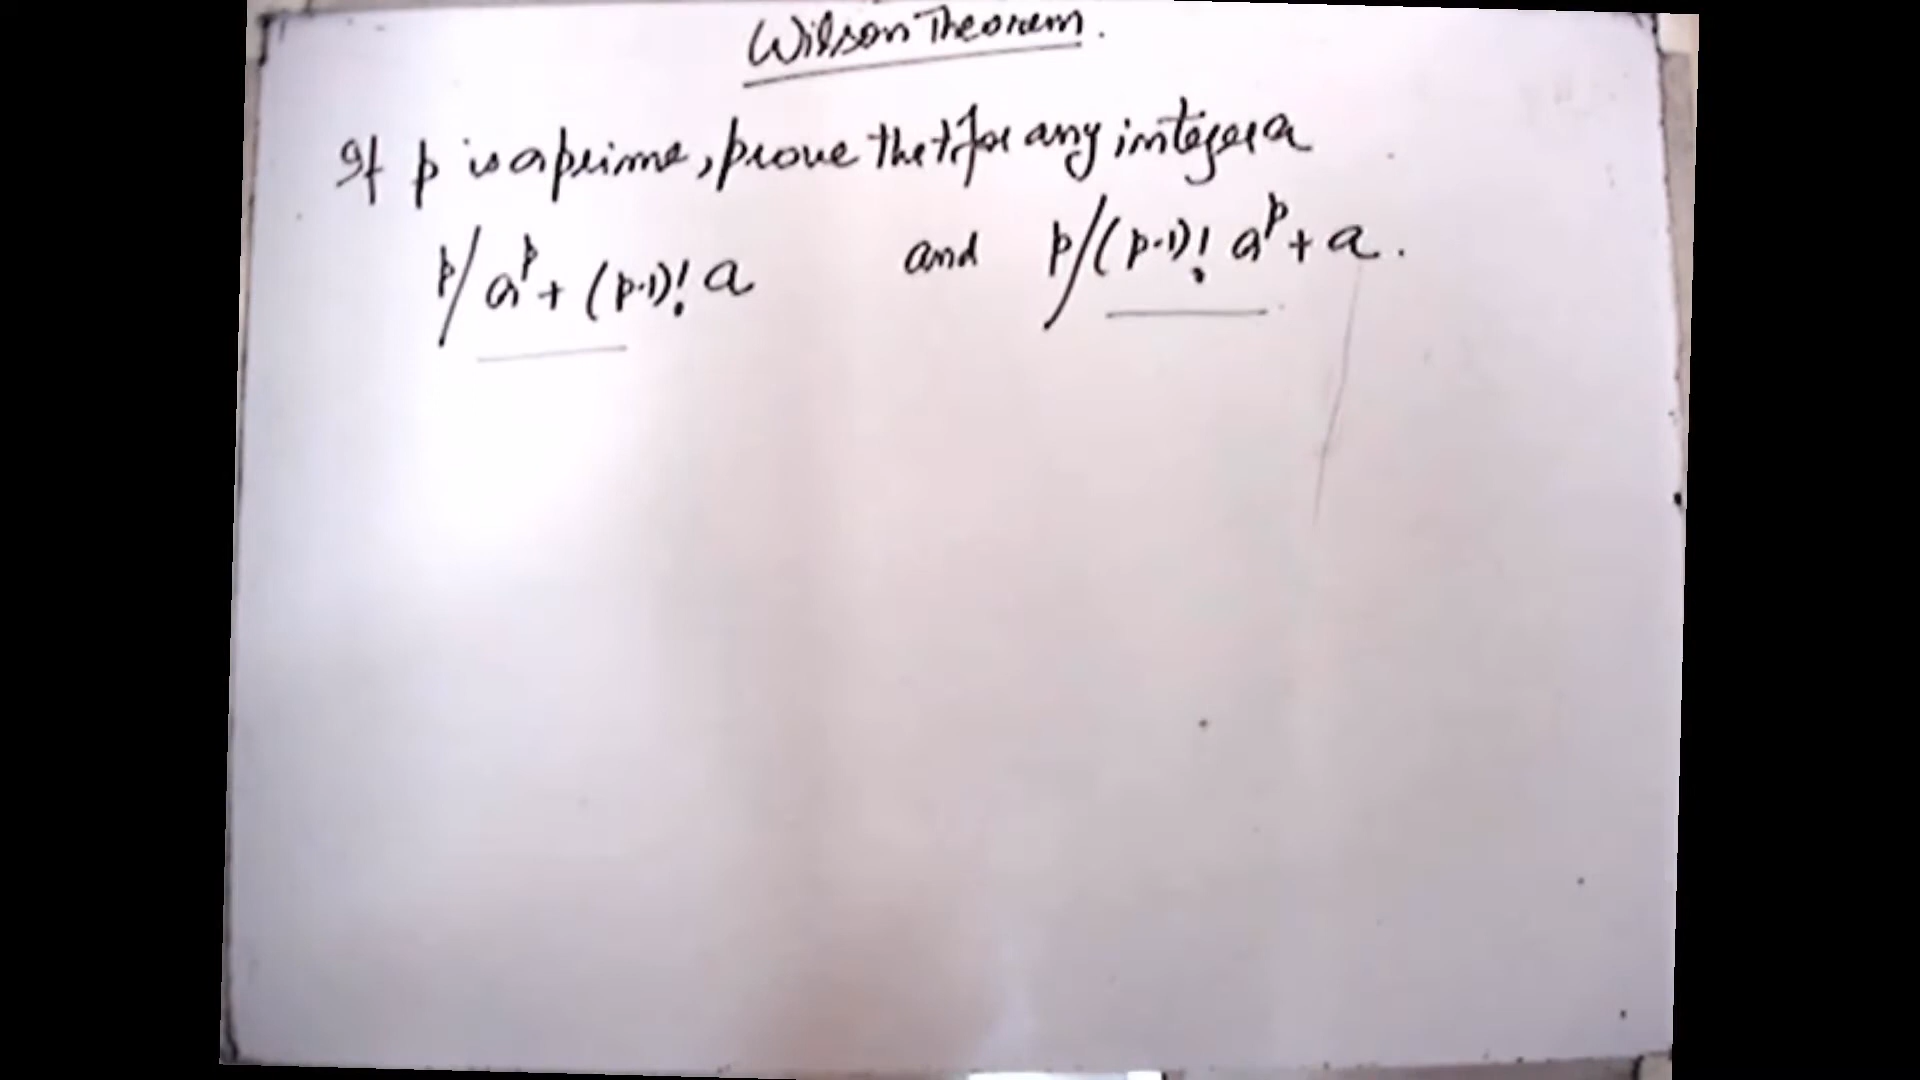 Wilson Theorem.
If p is a prime, prove that for any integer a
p/a^p + (p-1)! a and p/(p-1)! a^p + a.